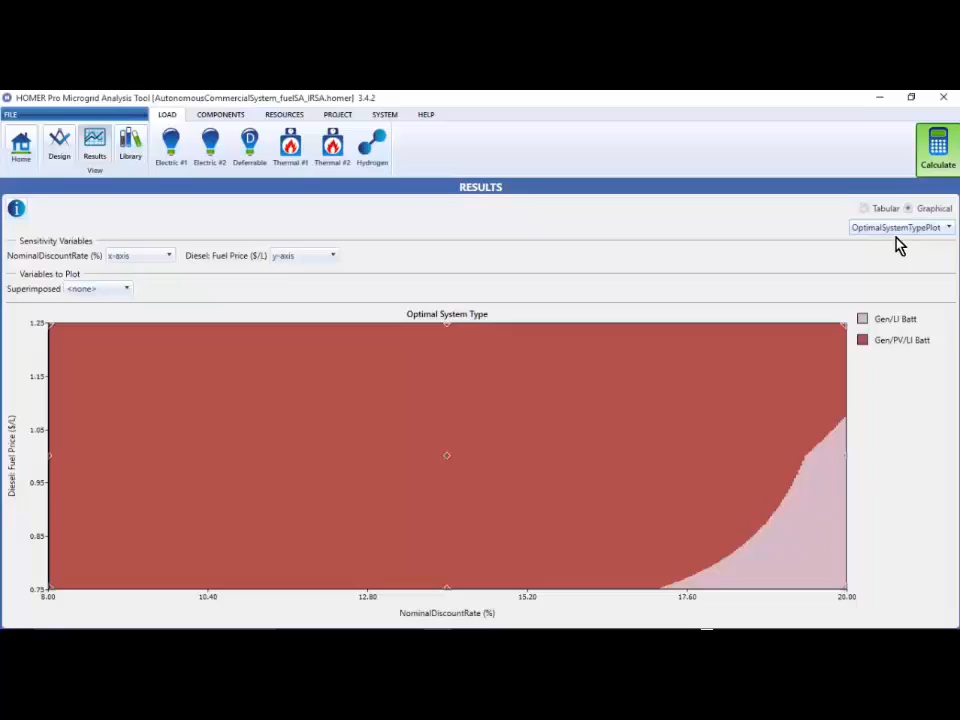 HOMER Pro Microgrid Analysis Tool [AutonomousCommercialSystem_fuelSA_IRSA.homer] 3.4.2
FILE LOAD COMPONENTS RESOURCES PROJECT SYSTEM HELP
Home Design Results Library Electric #1 Electric #2 Deferrable Thermal #1 Thermal #2 Hydrogen Calculate
View
RESULTS
Tabular Graphical
OptimalSystemTypePlot
Sensitivity Variables
NominalDiscountRate (%) x-axis Diesel: Fuel Price ($/L) y-axis
Variables to Plot
Superimposed <none>
Optimal System Type
Gen/LI Batt
Gen/PV/LI Batt
1.25
1.15
1.05
0.95
0.85
0.75
Diesel: Fuel Price ($/L)
8.00 10.40 12.80 15.20 17.60 20.00
NominalDiscountRate (%)